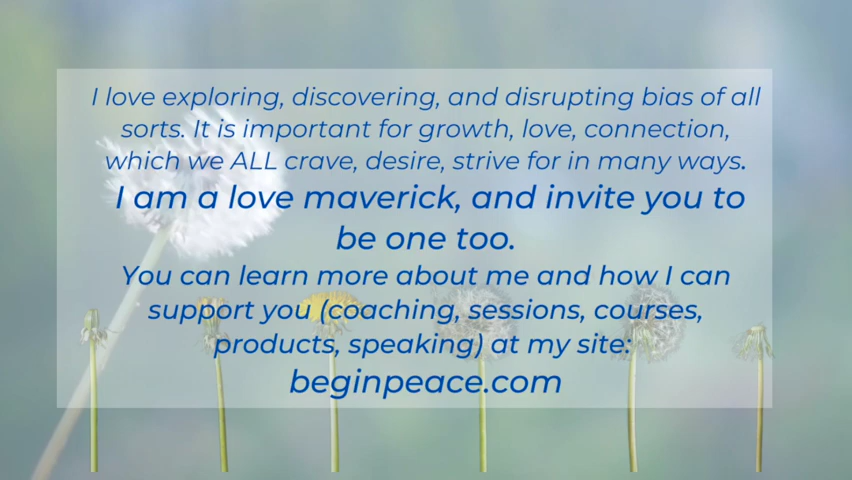 I love exploring, discovering, and disrupting bias of all
sorts. It is important for growth, love, connection,
which we ALL crave, desire, strive for in many ways.
I am a love maverick, and invite you to
be one too.
You can learn more about me and how I can
support you (coaching, sessions, courses,
products, speaking) at my site:
beginpeace.com